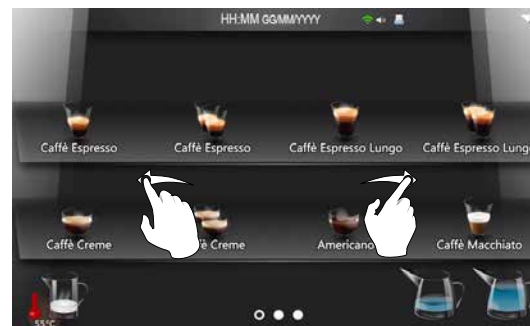 HH:MM GG/MM/YYYY
Caffè Espresso Caffè Espresso Caffè Espresso Lungo Caffè Espresso Lung
Caffè Creme è Creme Americano Caffè Macchiato
55°C